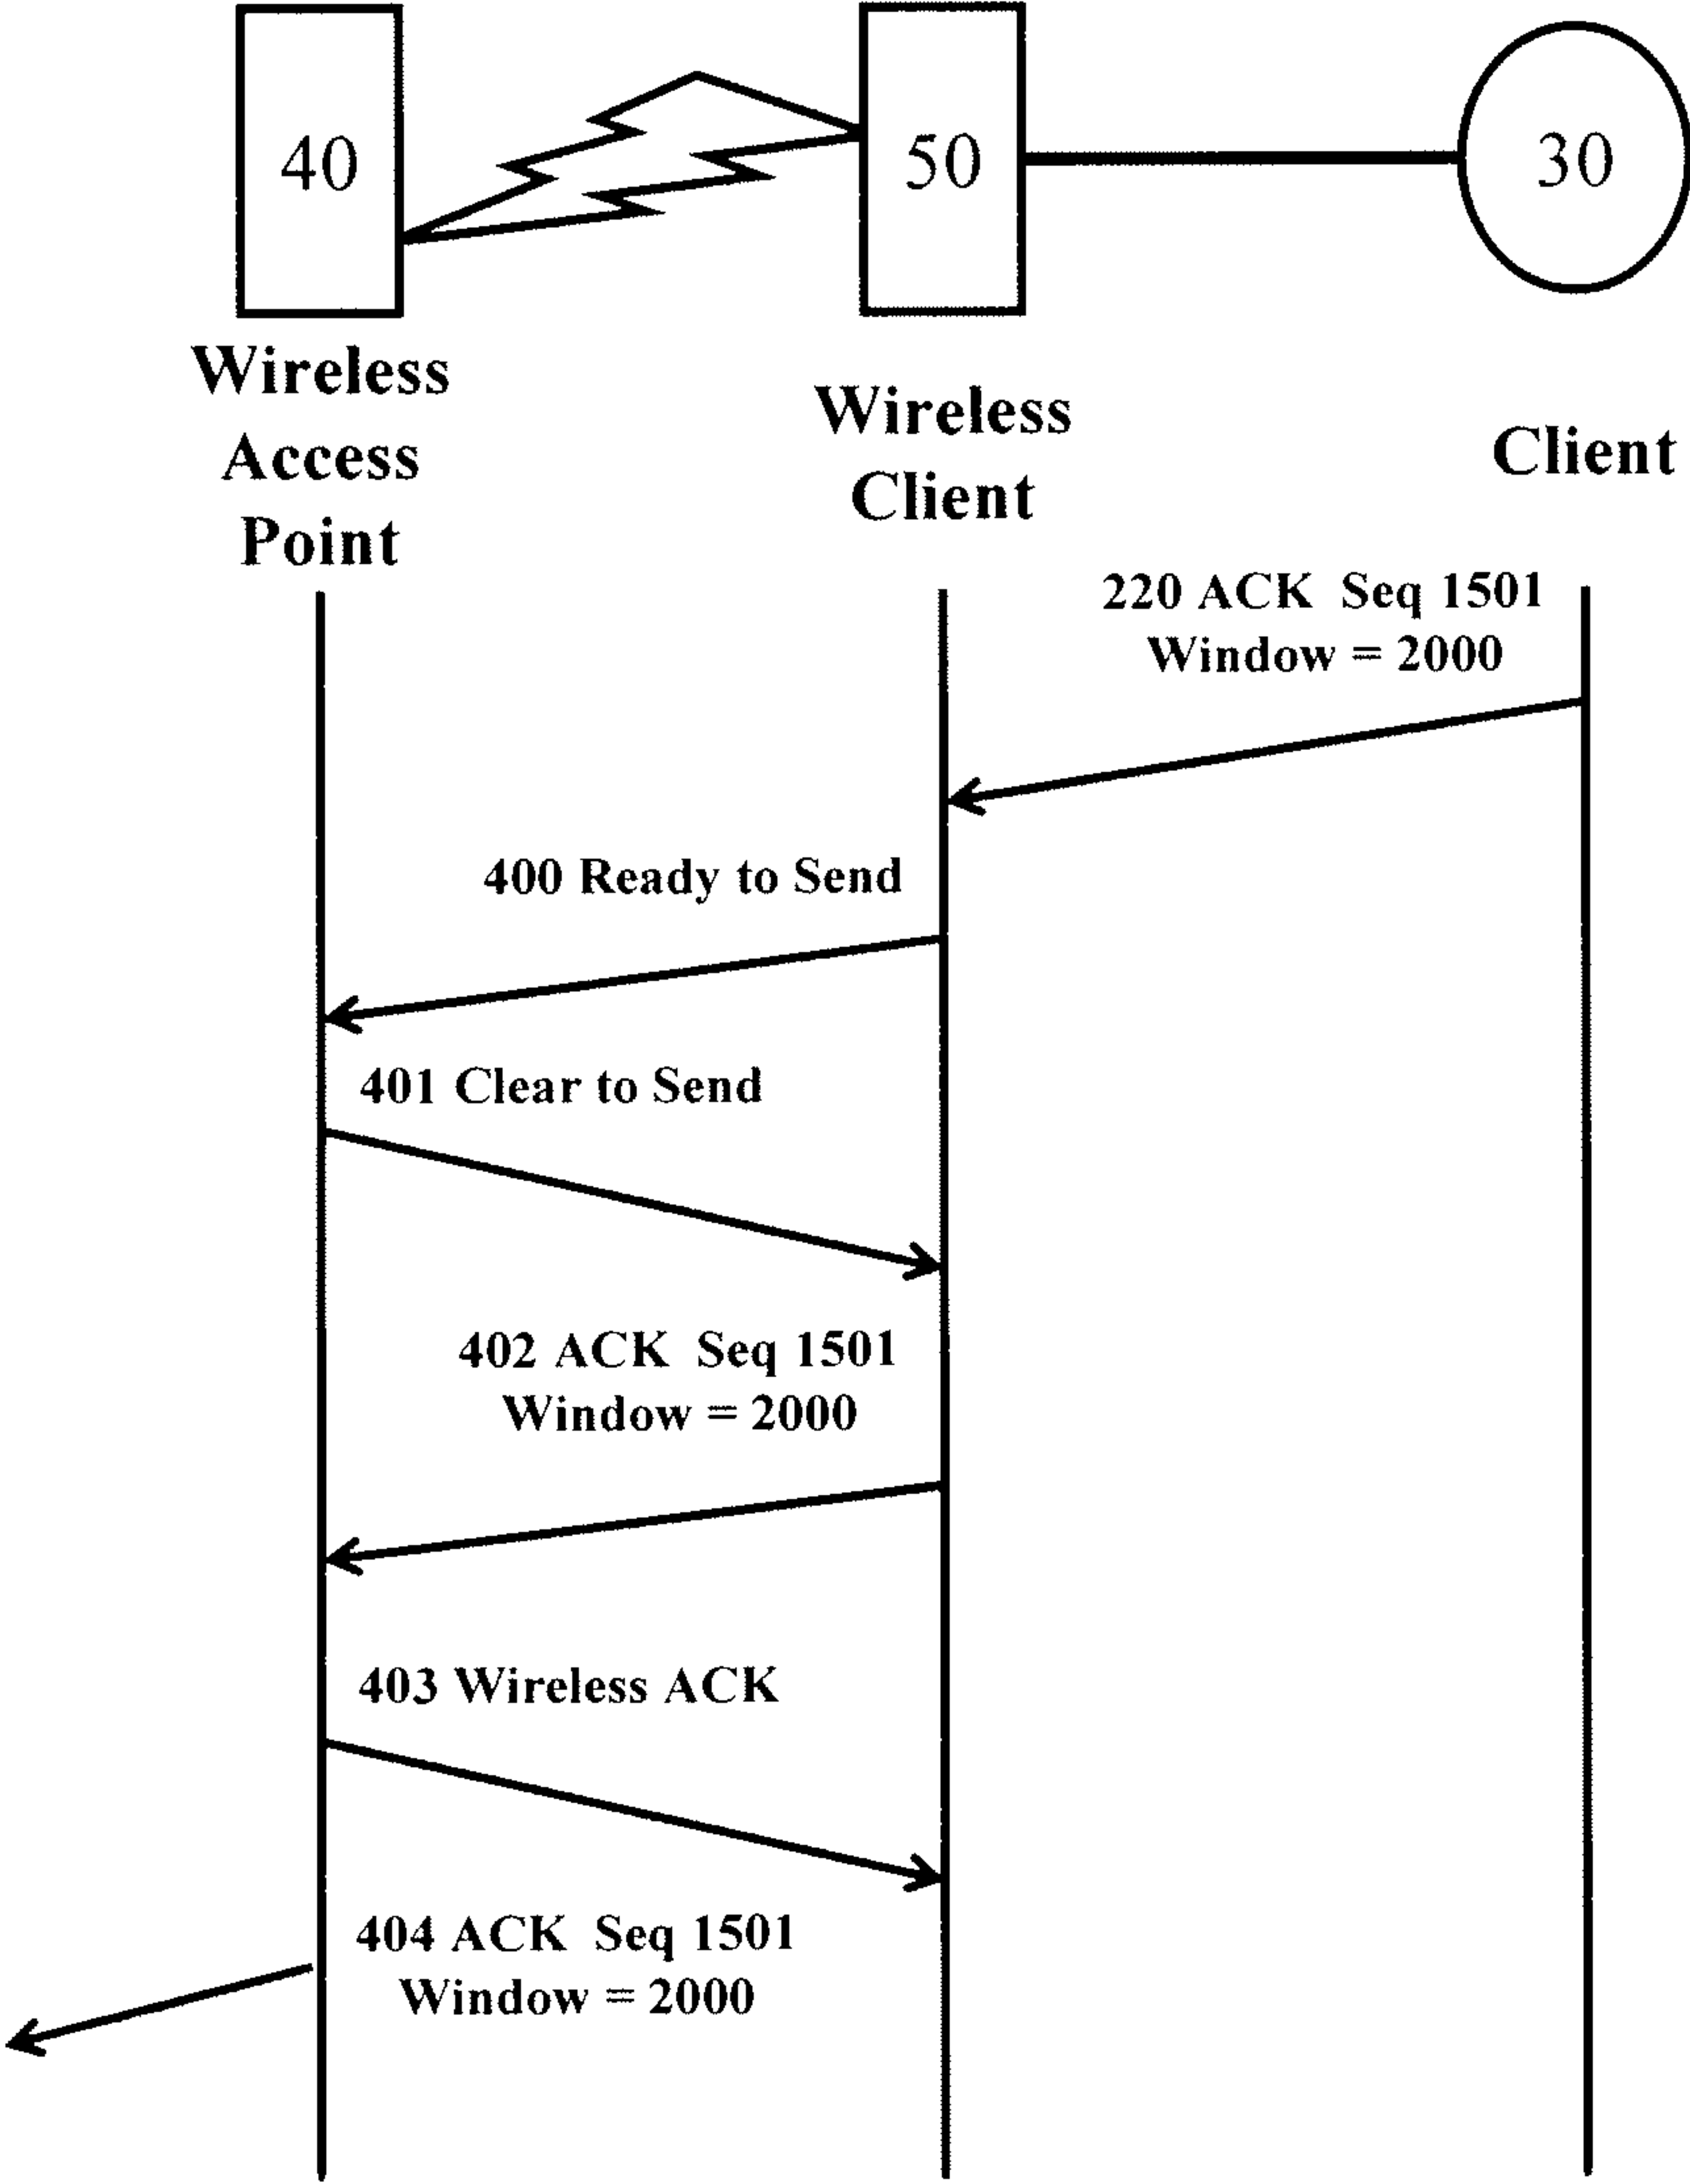 40
50
30
Wireless
Access
Point
Wireless
Client
Client
220 ACK Seq 1501
Window = 2000
400 Ready to Send
401 Clear to Send
402 ACK Seq 1501
Window = 2000
403 Wireless ACK
404 ACK Seq 1501
Window = 2000